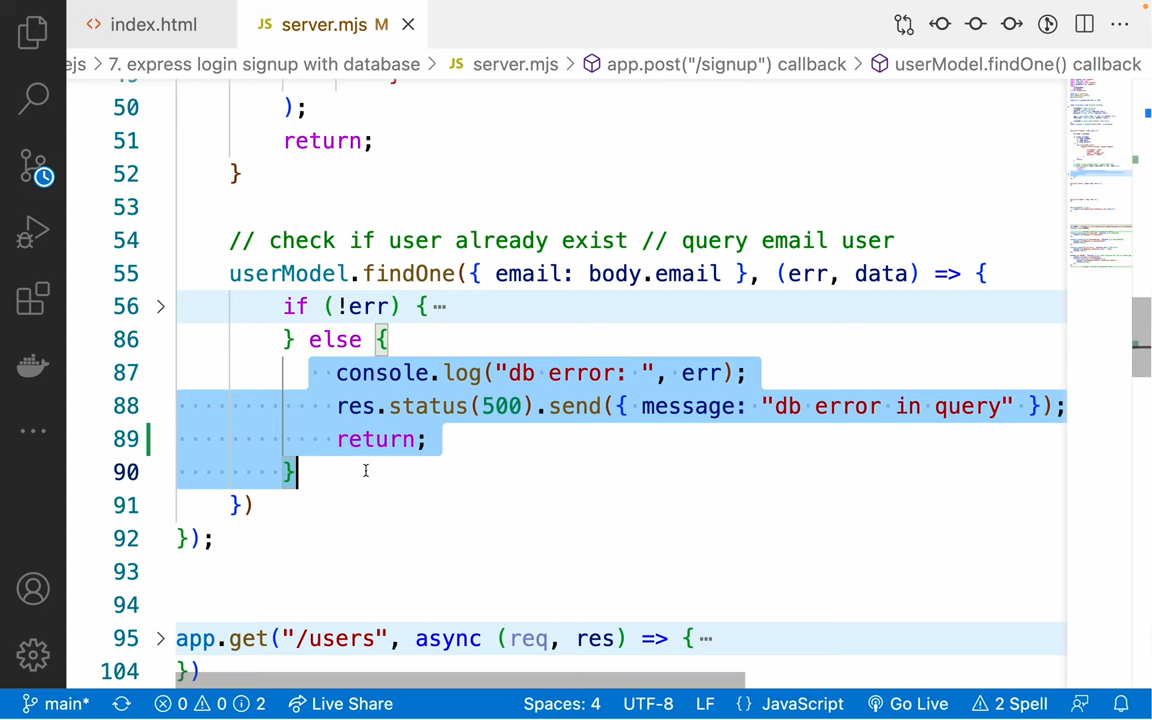 index.html
JS server.mjs M
ejs > 7. express login signup with database > JS server.mjs > app.post("/signup") callback > userModel.findOne() callback
50 );
51 return;
52 }
53
54 // check if user already exist // query email user
55 userModel.findOne({ email: body.email }, (err, data) => {
56 if (!err) {
86 } else {
87 console.log("db error: ", err);
88 res.status(500).send({ message: "db error in query" });
89 return;
90 }
91 })
92 });
93
94
95 app.get("/users", async (req, res) => {
104 })
main* 0 0 2 Live Share Spaces: 4 UTF-8 LF {} JavaScript Go Live 2 Spell